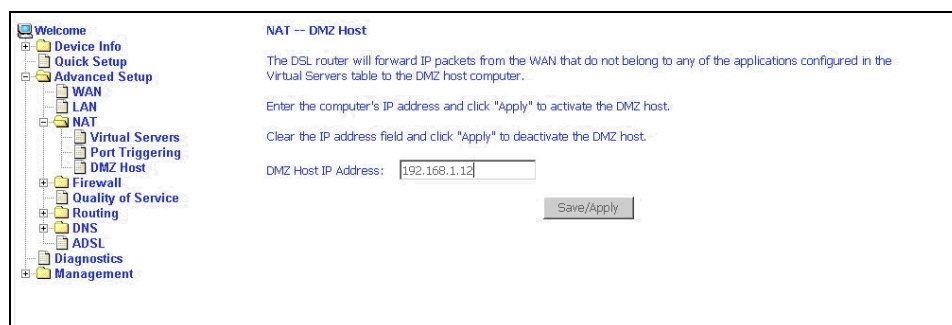 Welcome
Device Info
Quick Setup
Advanced Setup
WAN
LAN
NAT
Virtual Servers
Port Triggering
DMZ Host
Firewall
Quality of Service
Routing
DNS
ADSL
Diagnostics
Management
NAT -- DMZ Host
The DSL router will forward IP packets from the WAN that do not belong to any of the applications configured in the
Virtual Servers table to the DMZ host computer.
Enter the computer's IP address and click "Apply" to activate the DMZ host.
Clear the IP address field and click "Apply" to deactivate the DMZ host.
DMZ Host IP Address: 192.168.1.12
Save/Apply